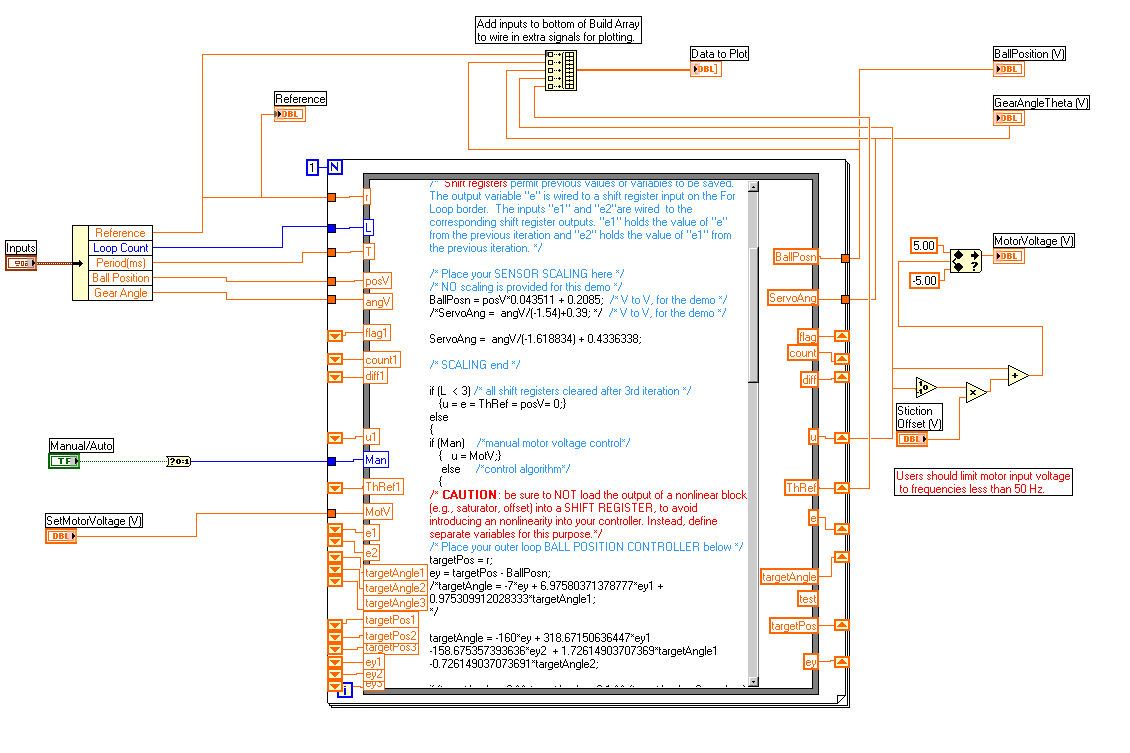 Add inputs to bottom of Build Array
to wire in extra signals for plotting.
Data to Plot
DBL]
BallPosition (V)
DBL
GearAngleTheta (V)
DBL
Reference
DBL
1
N
Inputs
Reference
Loop Count
Period(ms)
Ball Position
Gear Angle
r
L
T
posV
angV
flag1
count1
diff1
u1
Man
ThRef1
MotV
e1
e2
targetAngle1
targetAngle2
targetAngle3
targetPos1
targetPos2
targetPos3
ey1
ey2
ey3
i
Manual/Auto
TF
?0:1
SetMotorVoltage (V)
DBL
/* Shift registers permit previous values of variables to be saved.
The output variable "e" is wired to a shift register input on the For
Loop border.  The inputs "e1" and "e2"are wired  to the
corresponding shift register outputs. "e1" holds the value of "e"
from the previous iteration and "e2" holds the value of "e1" from
the previous iteration. */
/* Place your SENSOR SCALING here */
/* NO scaling is provided for this demo */
BallPosn = posV*0.043511 + 0.2085;  /* V to V, for the demo */
/*ServoAng =  angV/(-1.54)+0.39; */  /* V to V, for the demo */
ServoAng =  angV/(-1.618834) + 0.4336338;
/* SCALING end */
if (L  < 3) /* all shift registers cleared after 3rd iteration */
{u = e = ThRef = posV= 0;}
else
{
if (Man)    /*manual motor voltage control*/
{   u = MotV;}
else    /*control algorithm*/
{
/* CAUTION: be sure to NOT load the output of a nonlinear block
(e.g., saturator, offset) into a SHIFT REGISTER, to avoid
introducing an nonlinearity into your controller. Instead, define
separate variables for this purpose.*/
/* Place your outer loop BALL POSITION CONTROLLER below */
targetPos = r;
ey = targetPos - BallPosn;
/*targetAngle = -7*ey + 6.97580371378777*ey1 +
0.975309912028333*targetAngle1;
*/
targetAngle = -160*ey + 318.67150636447*ey1
-158.675357393636*ey2  + 1.72614903707369*targetAngle1
-0.726149037073691*targetAngle2;
BallPosn
ServoAng
flag
count
diff
u
ThRef
e
targetAngle
test
targetPos
ey
5.00
-5.00
?
MotorVoltage (V)
DBL
+
x
Stiction
Offset (V)
DBL
Users should limit motor input voltage
to frequencies less than 50 Hz.